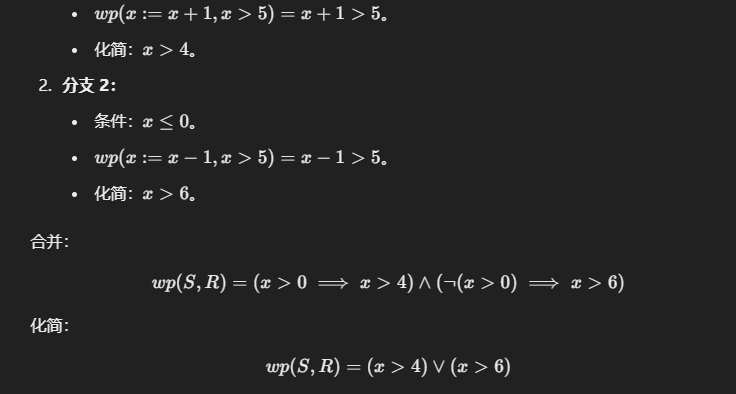 • wp(x := x + 1, x > 5) = x + 1 > 5。
• 化简：x > 4。
2. 分支 2：
• 条件：x ≤ 0。
• wp(x := x − 1, x > 5) = x − 1 > 5。
• 化简：x > 6。
合并：
wp(S, R) = (x > 0 ⟹ x > 4) ∧ (¬(x > 0) ⟹ x > 6)
化简：
wp(S, R) = (x > 4) ∨ (x > 6)